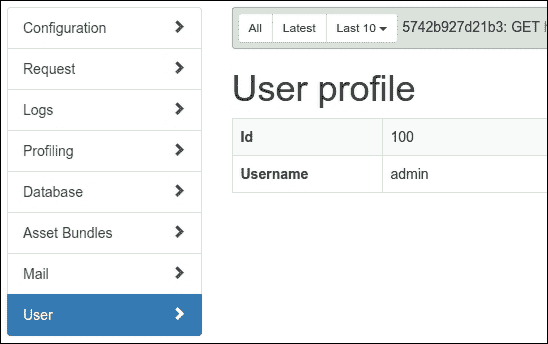 Configuration
Request
Logs
Profiling
Database
Asset Bundles
Mail
User
All Latest Last 10 5742b927d21b3: GET
User profile
Id 100
Username admin